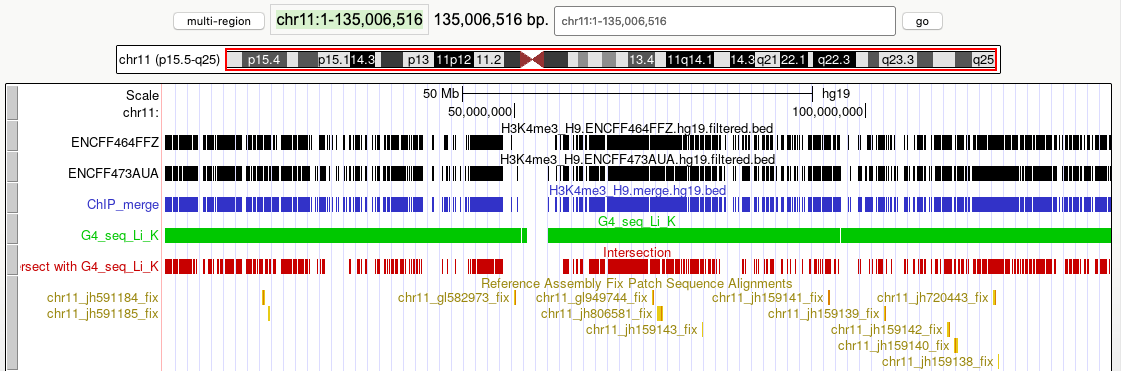 multi-region chr11:1-135,006,516 135,006,516 bp. chr11:1-135,006,516 go
chr11 (p15.5-q25) p15.4 p15.1 14.3 p13 11p12 11.2 13.4 11q14.1 14.3 q21 22.1 q22.3 q23.3 q25
Scale 50 Mb hg19
chr11: 50,000,000 100,000,000
H3K4me3_H9.ENCFF464FFZ.hg19.filtered.bed
ENCFF464FFZ
H3K4me3_H9.ENCFF473AUA.hg19.filtered.bed
ENCFF473AUA
H3K4me3_H9.merge.hg19.bed
ChIP_merge
G4_seq_Li_K
G4_seq_Li_K
Intersection
ersect with G4_seq_Li_K
Reference Assembly Fix Patch Sequence Alignments
chr11_jh591184_fix chr11_gl582973_fix chr11_gl949744_fix chr11_jh159141_fix chr11_jh720443_fix
chr11_jh591185_fix chr11_jh806581_fix chr11_jh159139_fix
chr11_jh159143_fix chr11_jh159142_fix
chr11_jh159140_fix
chr11_jh159138_fix